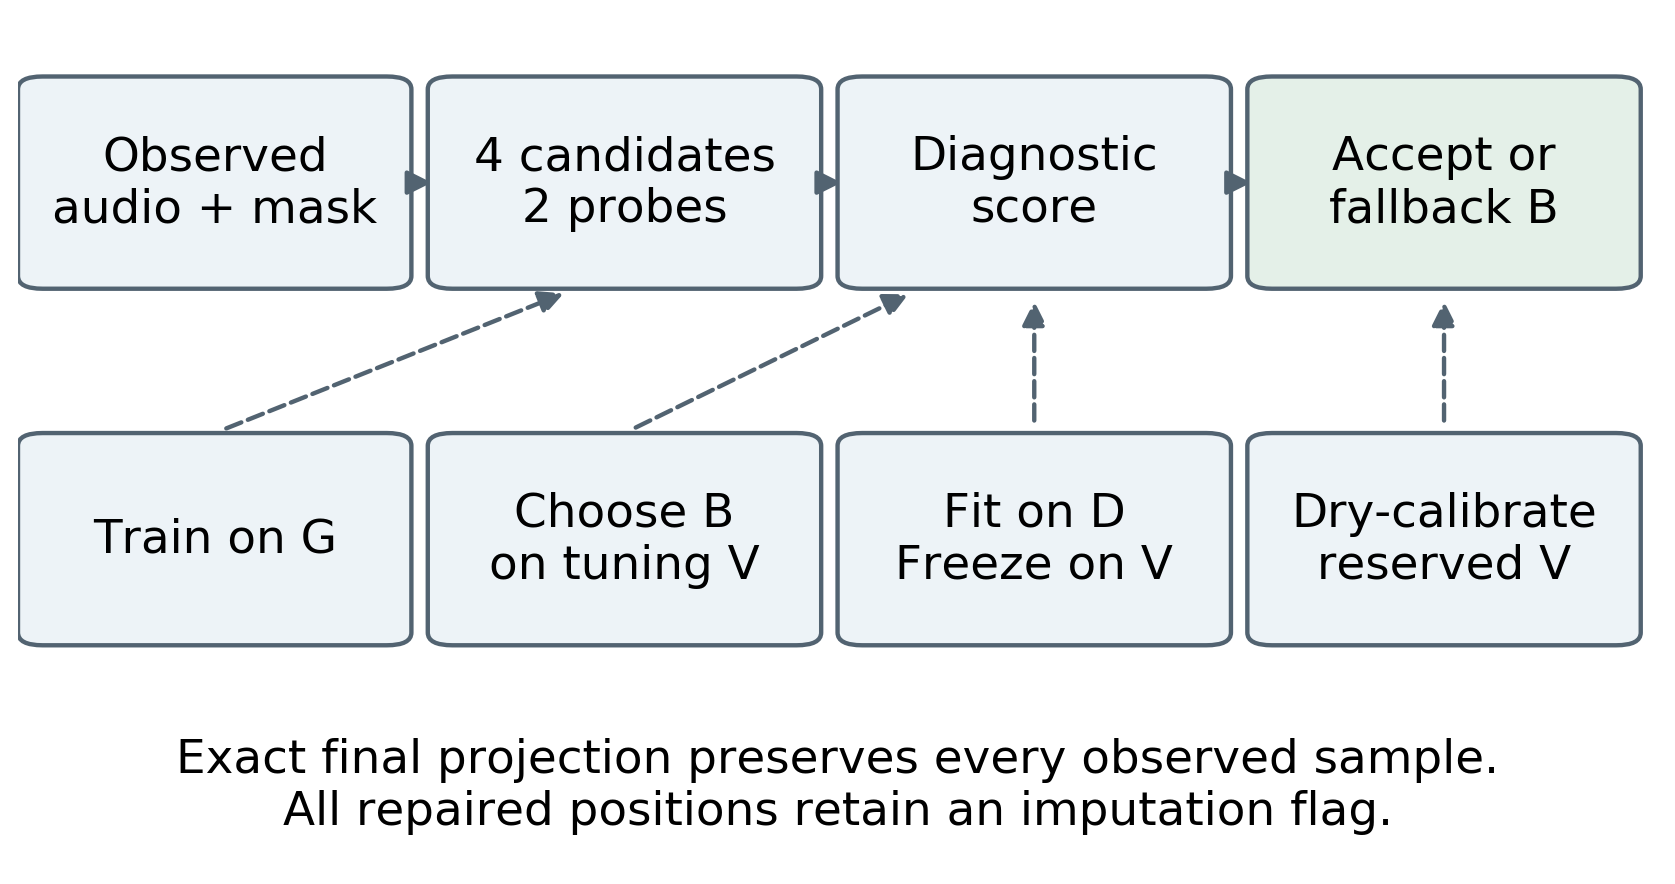 Observed
audio + mask
4 candidates
2 probes
Diagnostic
score
Accept or
fallback B
Train on G
Choose B
on tuning V
Fit on D
Freeze on V
Dry-calibrate
reserved V
Exact final projection preserves every observed sample.
All repaired positions retain an imputation flag.